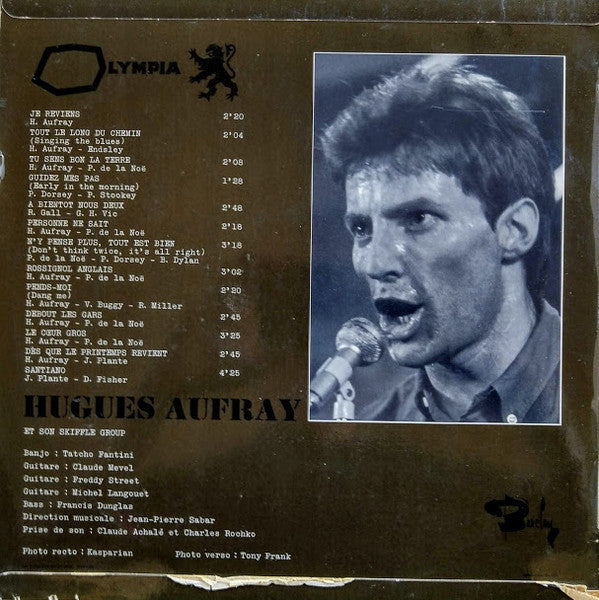 OLYMPIA
JE REVIENS 2'20
H. Aufray
TOUT LE LONG DU CHEMIN 2'04
(Singing the blues)
H. Aufray - Endsley
TU SENS BON LA TERRE 2'08
H. Aufray - P. de la Noë
GUIDEZ MES PAS 1'28
(Early in the morning)
P. Dorsey - P. Stookey
A BIENTOT NOUS DEUX 2'48
R. Gall - G. H. Vic
PERSONNE NE SAIT 2'18
H. Aufray - P. de la Noë
N'Y PENSE PLUS, TOUT EST BIEN 3'18
(Don't think twice, it's all right)
P. de la Noë - P. Dorsey - B. Dylan
ROSSIGNOL ANGLAIS 3'02
H. Aufray - P. de la Noë
PENDS-MOI 2'20
(Dang me)
H. Aufray - V. Buggy - R. Miller
DEBOUT LES GARS 2'45
H. Aufray - P. de la Noë
LE CŒUR GROS 3'25
H. Aufray - P. de la Noë
DÈS QUE LE PRINTEMPS REVIENT 2'45
H. Aufray - J. Plante
SANTIANO 4'25
J. Plante - D. Fisher
HUGUES AUFRAY
ET SON SKIFFLE GROUP
Banjo : Tatcho Fantini
Guitare : Claude Mevel
Guitare : Freddy Street
Guitare : Michel Langouet
Bass : Francis Dunglas
Direction musicale : Jean-Pierre Sabar
Prise de son : Claude Achalé et Charles Rochko
Photo recto : Kasparian Photo verso : Tony Frank
Barclay